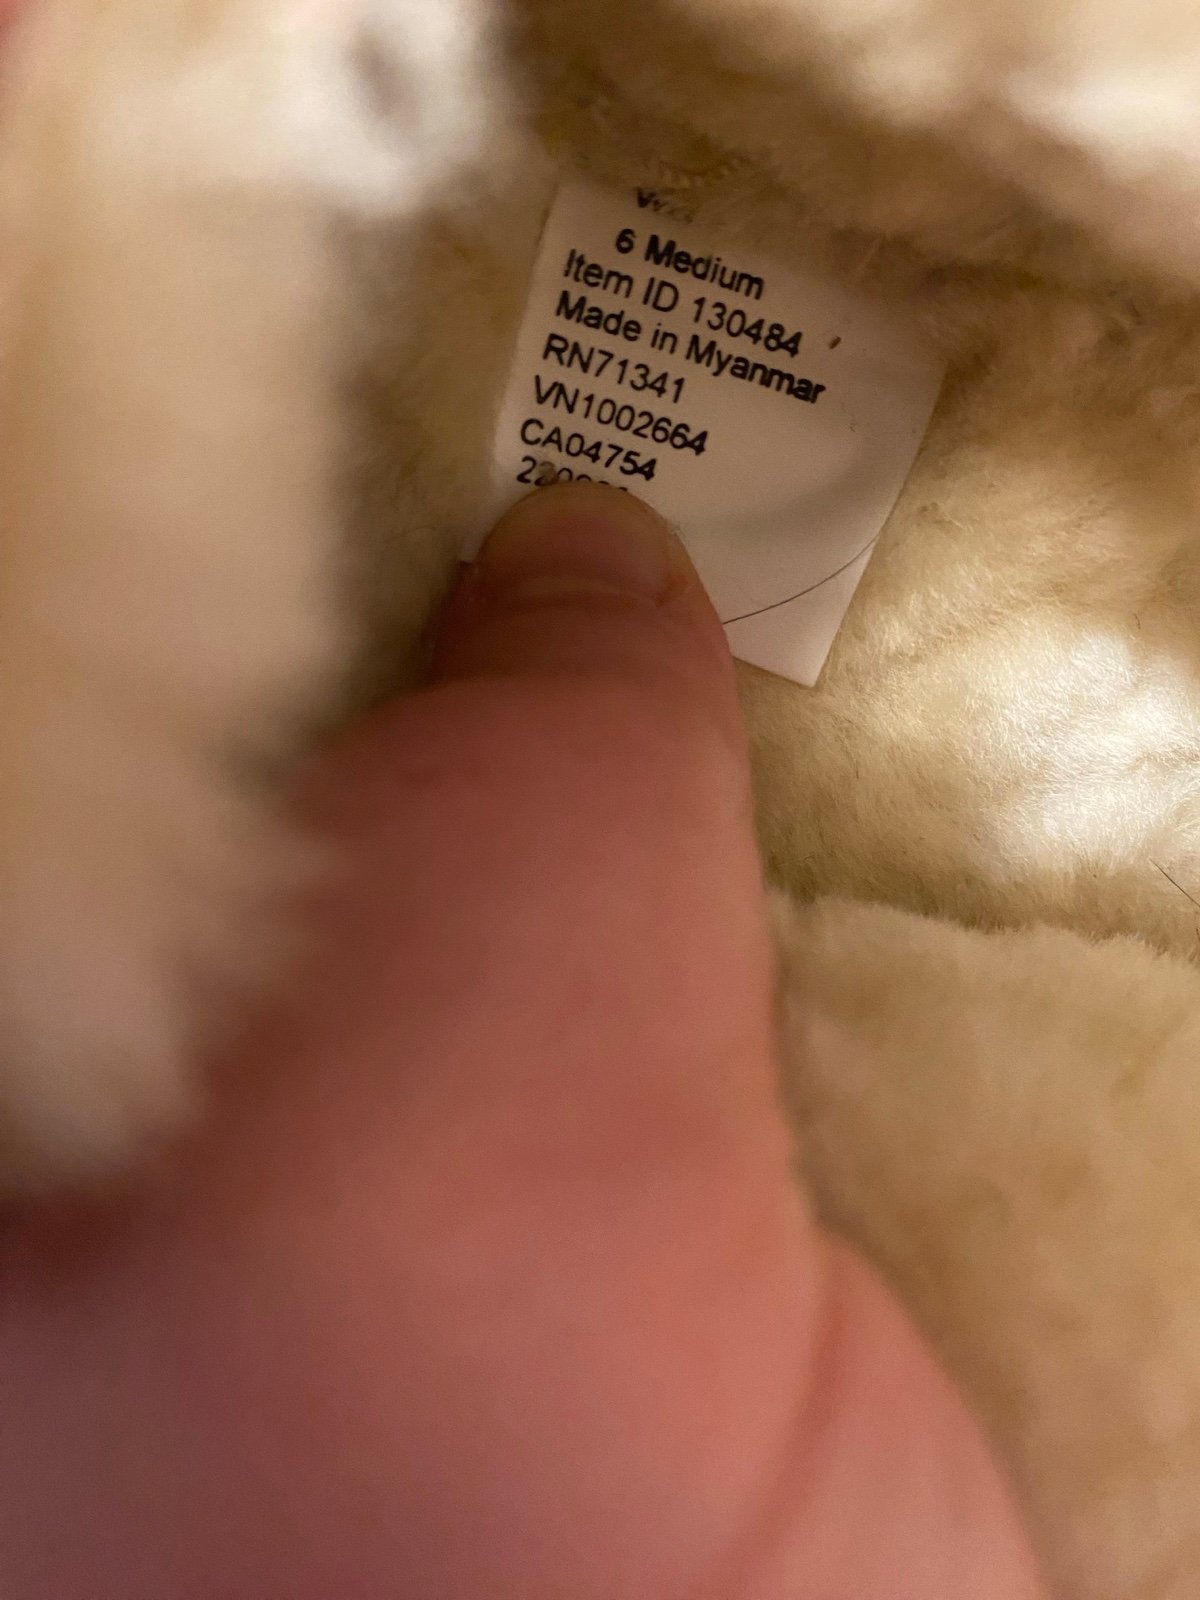 6 Medium
Item ID 130484
Made in Myanmar
RN71341
VN1002664
CA04754